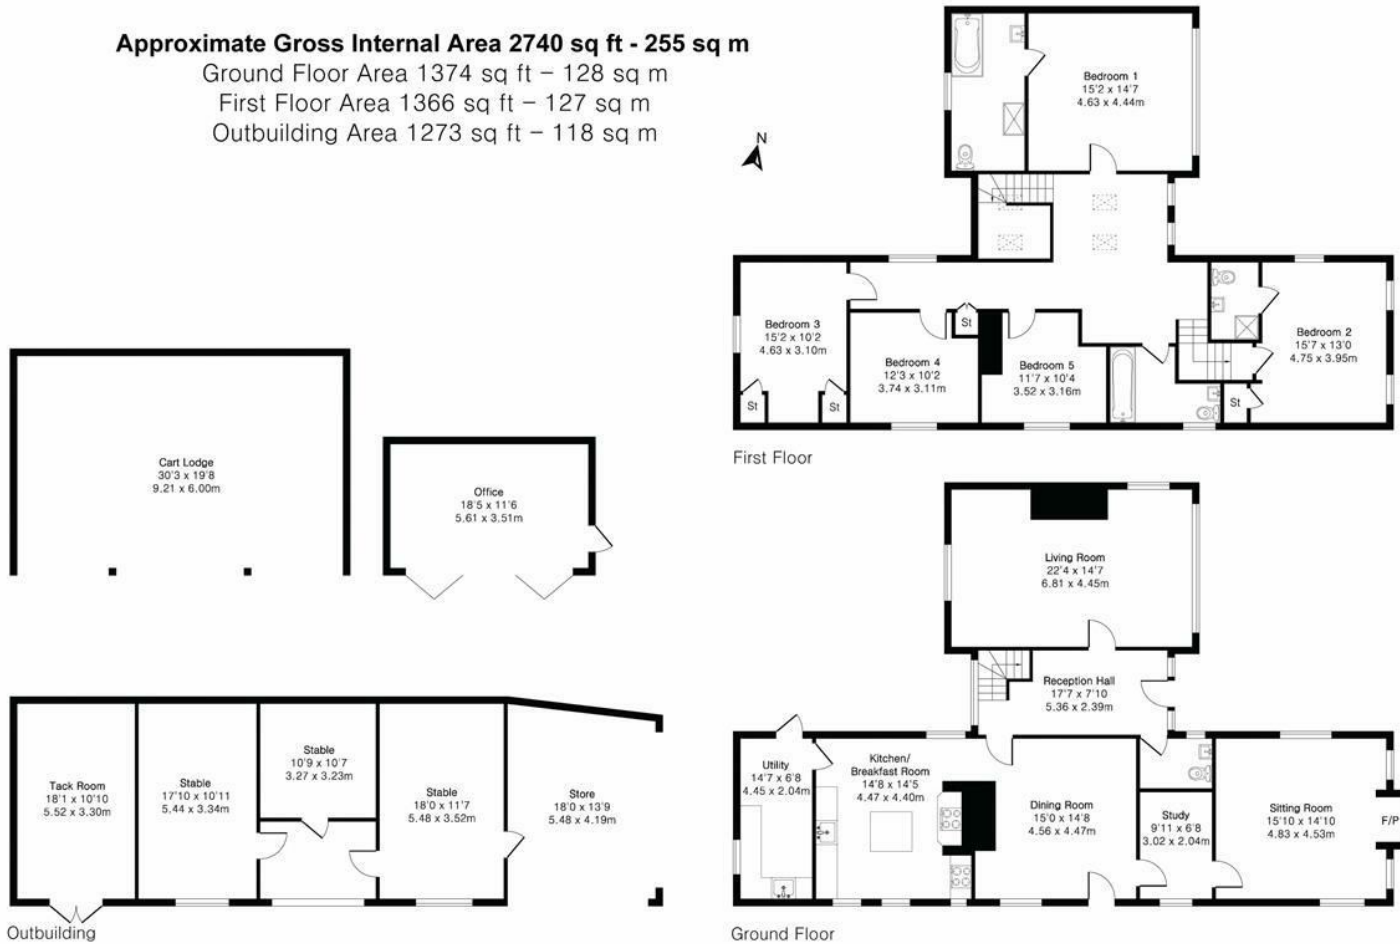 Approximate Gross Internal Area 2740 sq ft - 255 sq m
Ground Floor Area 1374 sq ft – 128 sq m
First Floor Area 1366 sq ft – 127 sq m
Outbuilding Area 1273 sq ft – 118 sq m
N
Bedroom 1
15'2 x 14'7
4.63 x 4.44m
Bedroom 3
15'2 x 10'2
4.63 x 3.10m
St
St
St
Bedroom 4
12'3 x 10'2
3.74 x 3.11m
Bedroom 5
11'7 x 10'4
3.52 x 3.16m
Bedroom 2
15'7 x 13'0
4.75 x 3.95m
St
First Floor
Cart Lodge
30'3 x 19'8
9.21 x 6.00m
Office
18'5 x 11'6
5.61 x 3.51m
Living Room
22'4 x 14'7
6.81 x 4.45m
Reception Hall
17'7 x 7'10
5.36 x 2.39m
Utility
14'7 x 6'8
4.45 x 2.04m
Kitchen/
Breakfast Room
14'8 x 14'5
4.47 x 4.40m
Dining Room
15'0 x 14'8
4.56 x 4.47m
Study
9'11 x 6'8
3.02 x 2.04m
Sitting Room
15'10 x 14'10
4.83 x 4.53m
F/P
Ground Floor
Tack Room
18'1 x 10'10
5.52 x 3.30m
Stable
17'10 x 10'11
5.44 x 3.34m
Stable
10'9 x 10'7
3.27 x 3.23m
Stable
18'0 x 11'7
5.48 x 3.52m
Store
18'0 x 13'9
5.48 x 4.19m
Outbuilding